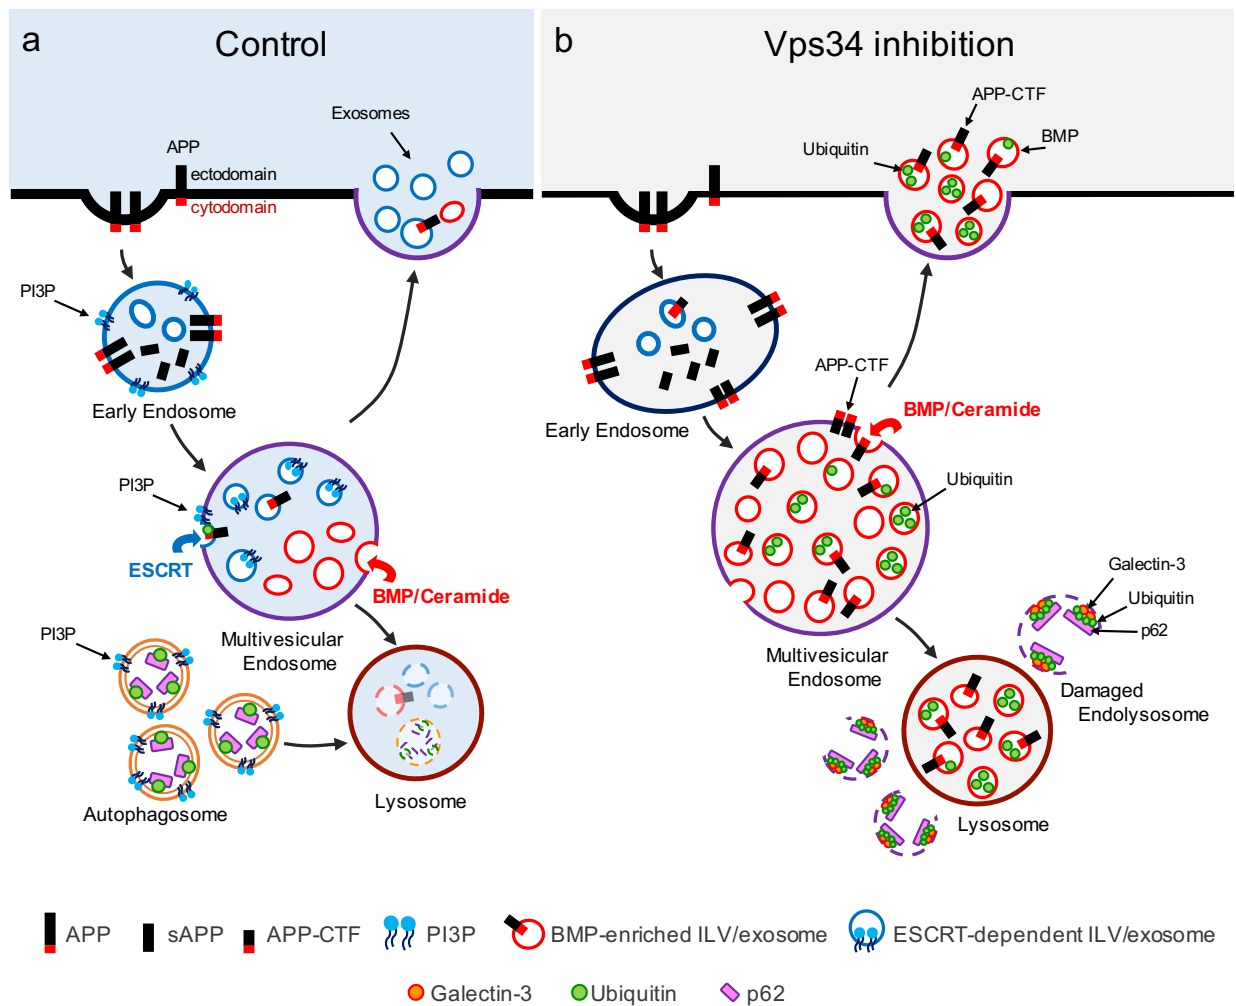 a
Control
Exosomes
APP
ectodomain
cytodomain
PI3P
Early Endosome
PI3P
ESCRT
BMP/Ceramide
Multivesicular
Endosome
PI3P
Autophagosome
Lysosome
b
Vps34 inhibition
APP-CTF
Ubiquitin
BMP
APP-CTF
BMP/Ceramide
Early Endosome
Ubiquitin
Galectin-3
Ubiquitin
p62
Multivesicular
Endosome
Damaged
Endolysosome
Lysosome
APP
sAPP
APP-CTF
PI3P
BMP-enriched ILV/exosome
ESCRT-dependent ILV/exosome
Galectin-3
Ubiquitin
p62